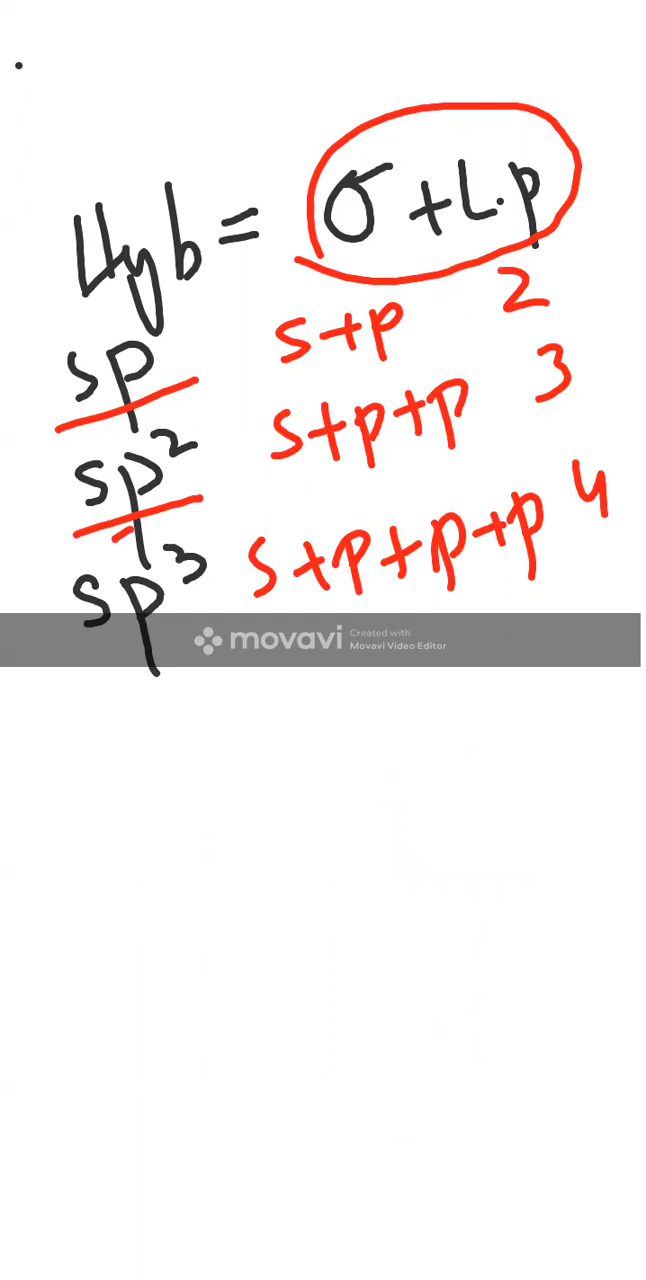 Hyb = σ + L.p
sp s+p 2
sp² s+p+p 3
sp³ s+p+p+p 4
movavi Created with Movavi Video Editor